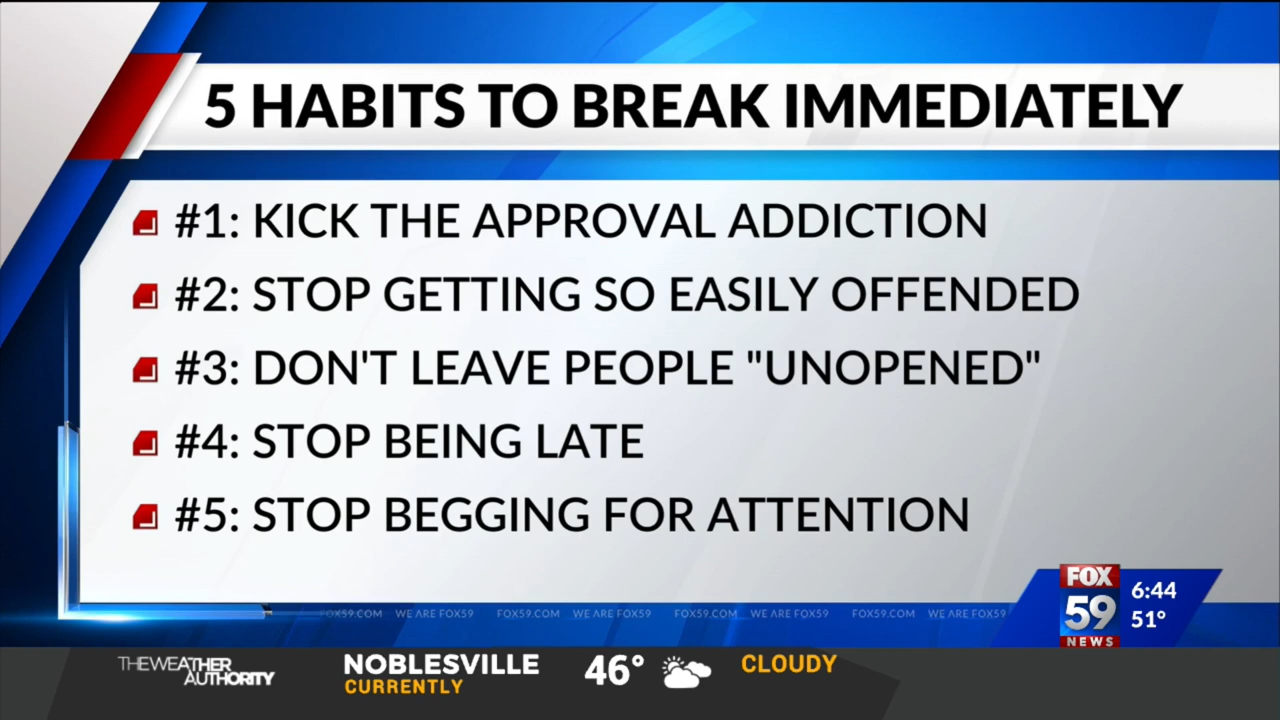 5 HABITS TO BREAK IMMEDIATELY
#1: KICK THE APPROVAL ADDICTION
#2: STOP GETTING SO EASILY OFFENDED
#3: DON'T LEAVE PEOPLE "UNOPENED"
#4: STOP BEING LATE
#5: STOP BEGGING FOR ATTENTION
FOX59.COM WE ARE FOX59 FOX59.COM WE ARE FOX59 FOX59.COM WE ARE FOX59 FOX59.COM WE ARE FOX59
FOX
59
NEWS
6:44
51°
THE WEATHER
AUTHORITY
NOBLESVILLE
CURRENTLY
46°
CLOUDY